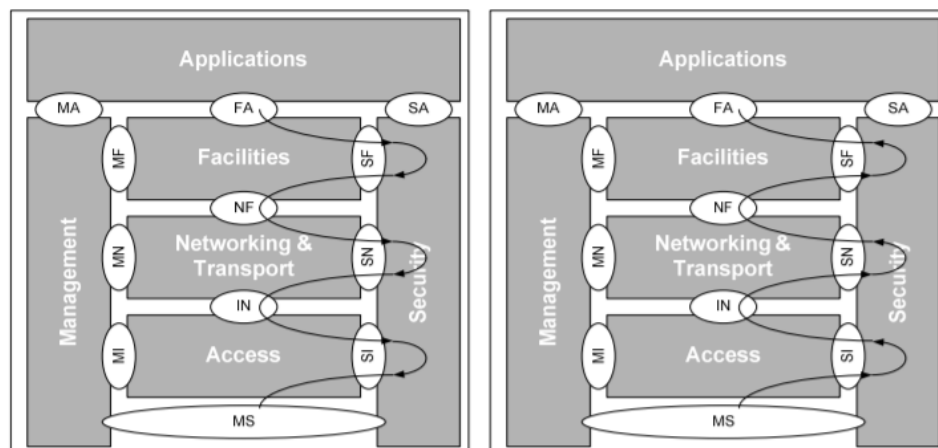 Applications
MA
FA
SA
MF
Facilities
SF
NF
Management
MN
Networking &
Transport
SN
Security
IN
MI
Access
SI
MS
Applications
MA
FA
SA
MF
Facilities
SF
NF
Management
MN
Networking &
Transport
SN
Security
IN
MI
Access
SI
MS